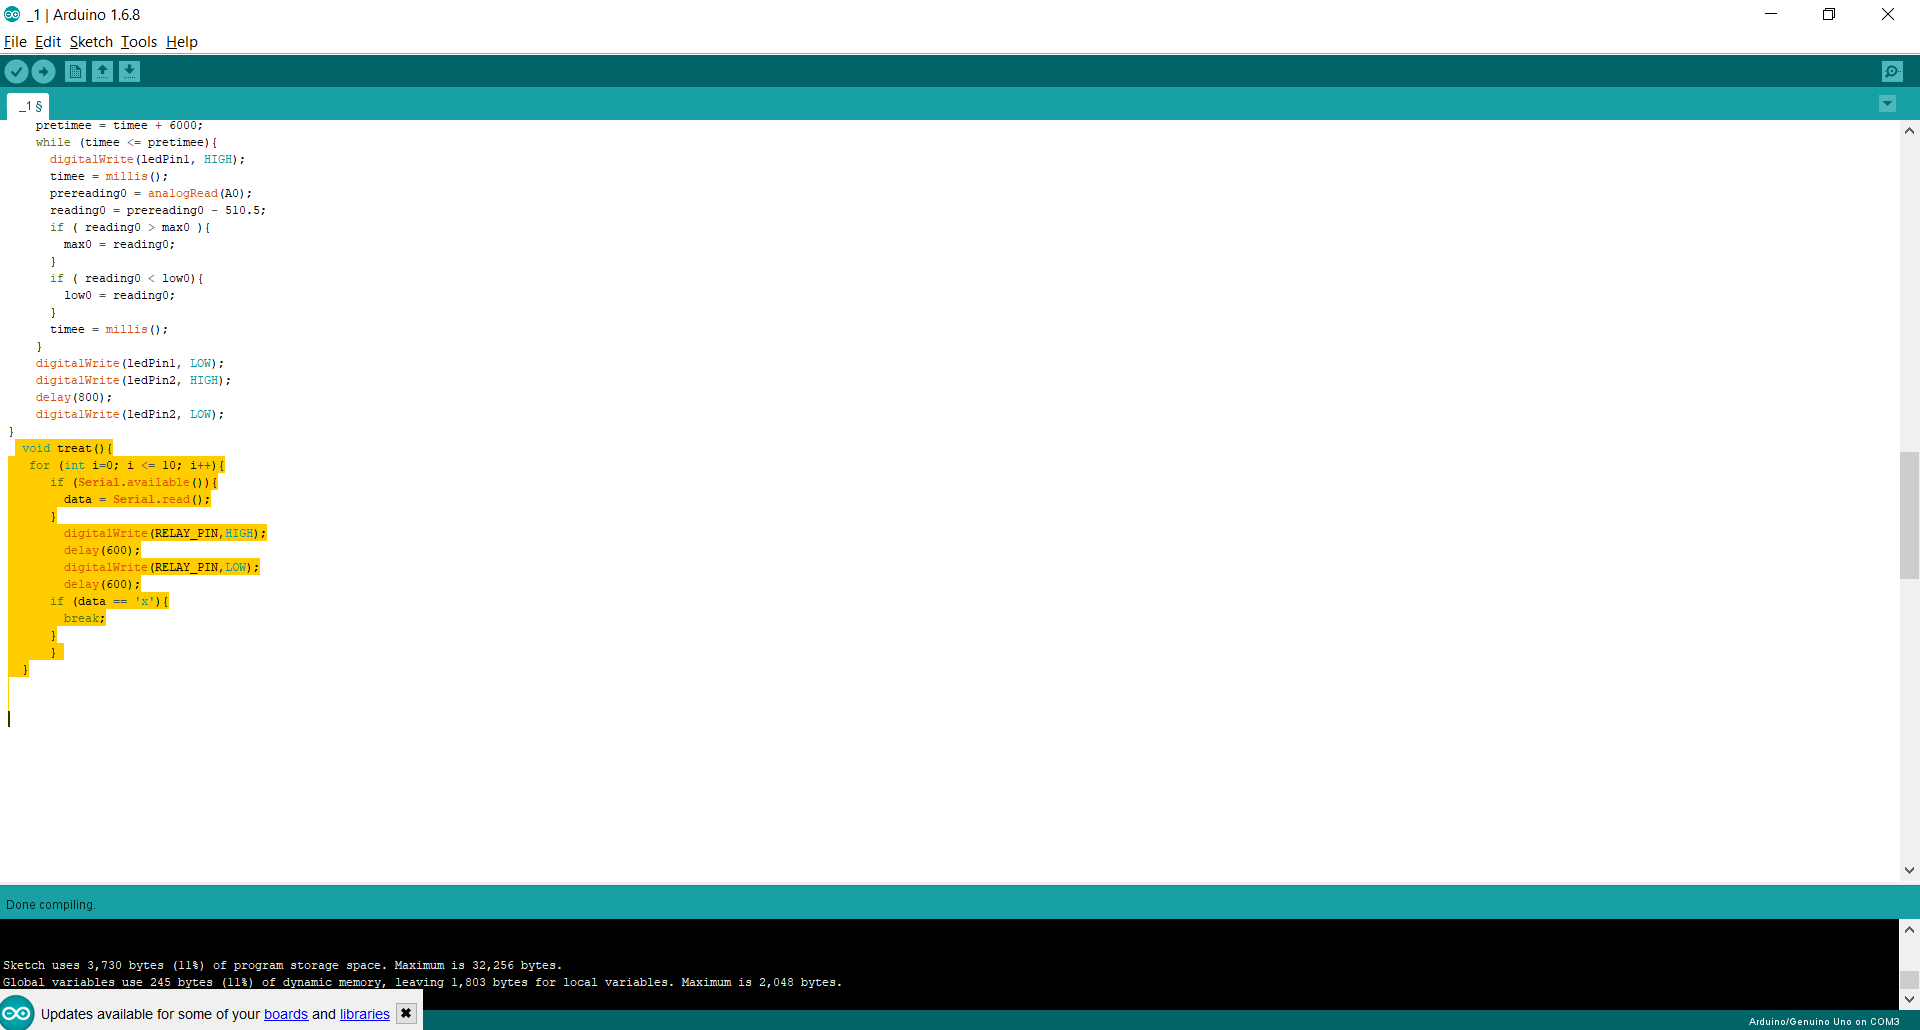 _1 | Arduino 1.6.8
File Edit Sketch Tools Help
_1 §
pretimee = timee + 6000;
while (timee <= pretimee){
digitalWrite(ledPin1, HIGH);
timee = millis();
prereading0 = analogRead(A0);
reading0 = prereading0 - 510.5;
if ( reading0 > max0 ){
max0 = reading0;
}
if ( reading0 < low0){
low0 = reading0;
}
timee = millis();
}
digitalWrite(ledPin1, LOW);
digitalWrite(ledPin2, HIGH);
delay(800);
digitalWrite(ledPin2, LOW);
}
void treat(){
for (int i=0; i <= 10; i++){
if (Serial.available()){
data = Serial.read();
}
digitalWrite(RELAY_PIN,HIGH);
delay(600);
digitalWrite(RELAY_PIN,LOW);
delay(600);
if (data == 'x'){
break;
}
}
}
Done compiling.
Sketch uses 3,730 bytes (11%) of program storage space. Maximum is 32,256 bytes.
Global variables use 245 bytes (11%) of dynamic memory, leaving 1,803 bytes for local variables. Maximum is 2,048 bytes.
Updates available for some of your boards and libraries
Arduino/Genuino Uno on COM3